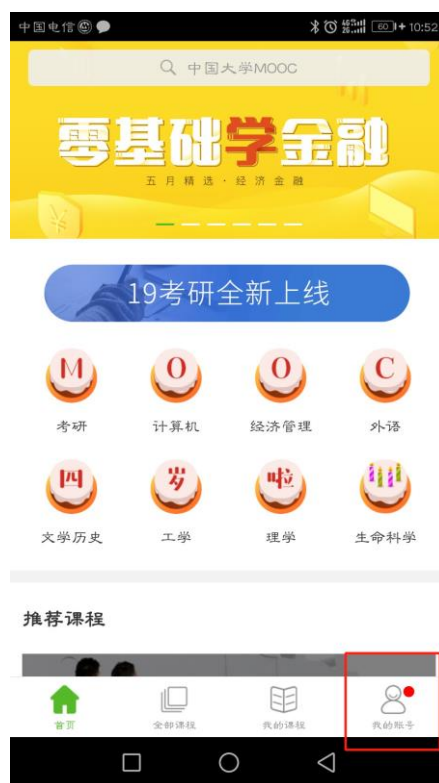 中国电信 60 10:52
中国大学MOOC
零基础学金融
五月精选·经济金融
19考研全新上线
M O O C
考研 计算机 经济管理 外语
四 岁 啦
文学历史 工学 理学 生命科学
推荐课程
首页 全部课程 我的课程 我的账号